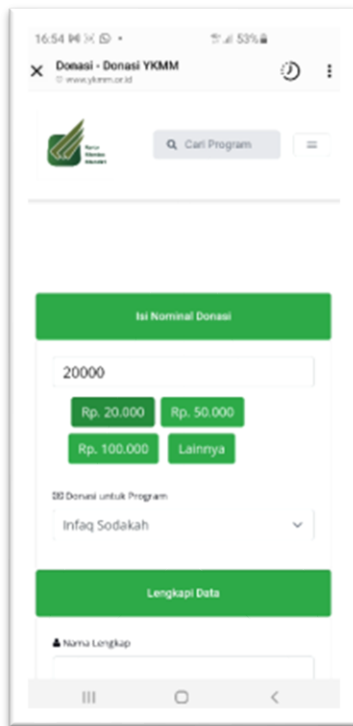 16:54
53%
Donasi - Donasi YKMM
www.ykmm.or.id
Cari Program
Isi Nominal Donasi
20000
Rp. 20.000
Rp. 50.000
Rp. 100.000
Lainnya
Donasi untuk Program
Infaq Sodakah
Lengkapi Data
Nama Lengkap